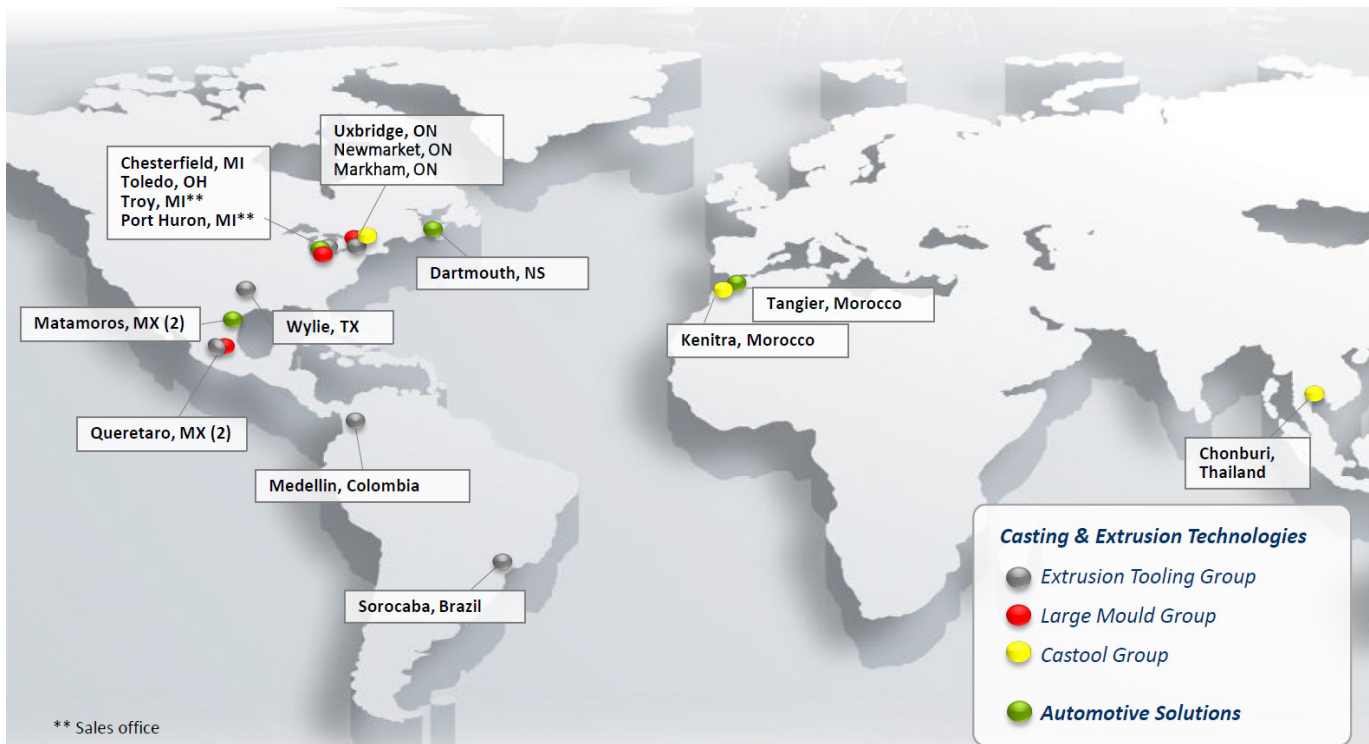 Uxbridge, ON
Newmarket, ON
Markham, ON
Chesterfield, MI
Toledo, OH
Troy, MI**
Port Huron, MI**
Dartmouth, NS
Matamoros, MX (2)
Wylie, TX
Tangier, Morocco
Kenitra, Morocco
Queretaro, MX (2)
Medellin, Colombia
Chonburi,
Thailand
Sorocaba, Brazil
Casting & Extrusion Technologies
Extrusion Tooling Group
Large Mould Group
Castool Group
Automotive Solutions
** Sales office